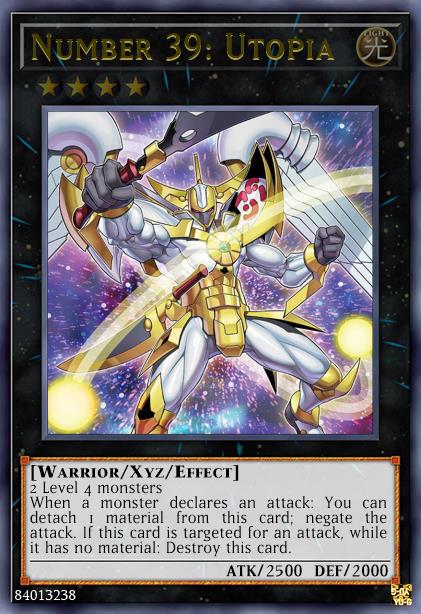 Number 39: Utopia
LIGHT
光
39
[Warrior/Xyz/Effect]
2 Level 4 monsters
When a monster declares an attack: You can
detach 1 material from this card; negate the
attack. If this card is targeted for an attack, while
it has no material: Destroy this card.
ATK/2500 DEF/2000
84013238